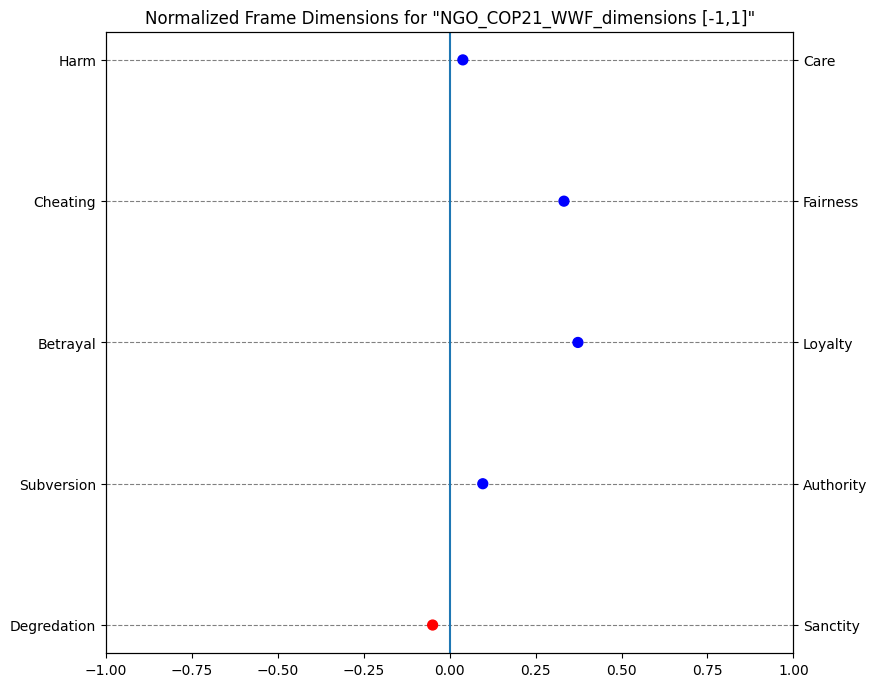 Normalized Frame Dimensions for "NGO_COP21_WWF_dimensions [-1,1]"
Harm
Care
Cheating
Fairness
Betrayal
Loyalty
Subversion
Authority
Degredation
Sanctity
−1.00
−0.75
−0.50
−0.25
0.00
0.25
0.50
0.75
1.00